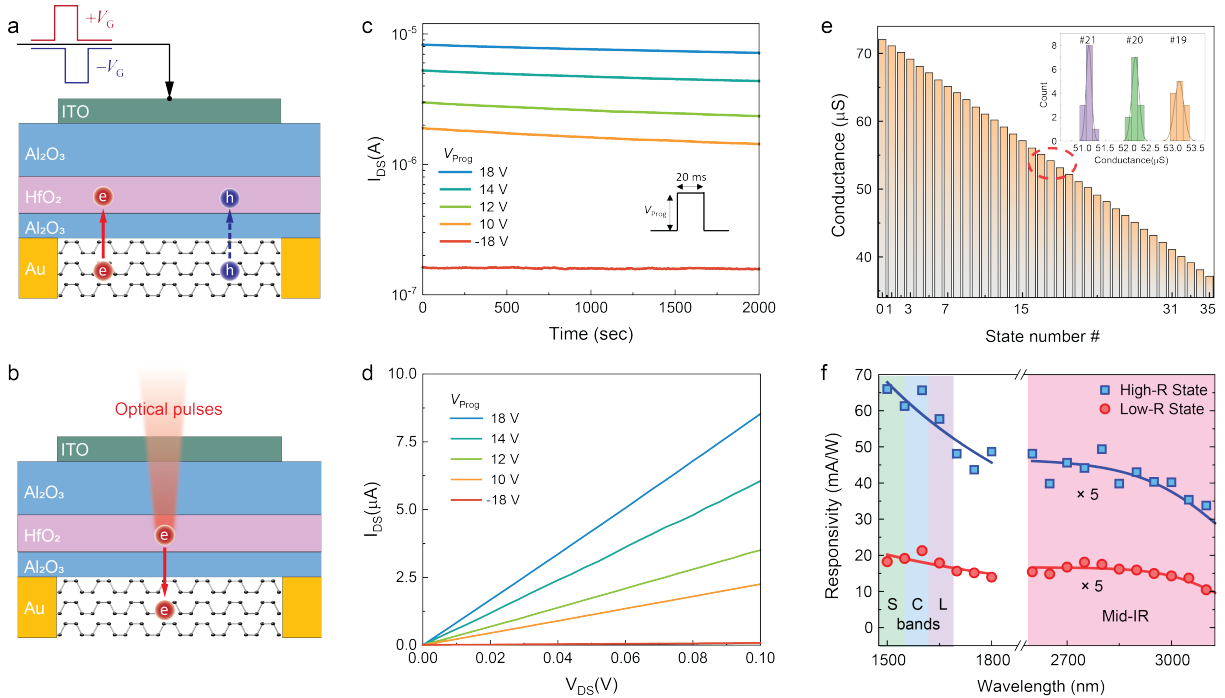 a
+V_G
−V_G
ITO
Al₂O₃
HfO₂
e
h
Al₂O₃
Au
e
h
b
Optical pulses
ITO
Al₂O₃
HfO₂
e
Al₂O₃
Au
e
c
10⁻⁵
10⁻⁶
10⁻⁷
I_DS(A)
V_Prog
18 V
14 V
12 V
10 V
-18 V
20 ms
V_Prog
0 500 1000 1500 2000
Time (sec)
d
10.0
7.5
5.0
2.5
0.0
I_DS(μA)
V_Prog
18 V
14 V
12 V
10 V
-18 V
0.00 0.02 0.04 0.06 0.08 0.10
V_DS(V)
e
70
60
50
40
Conductance (μS)
#21 #20 #19
8
6
4
2
0
Count
51.0 51.5 52.0 52.5 53.0 53.5
Conductance(μS)
0 1 3 7 15 31 35
State number #
f
70
60
50
40
30
20
10
0
Responsivity (mA/W)
High-R State
Low-R State
× 5
× 5
S C L
bands
Mid-IR
1500 1800 2700 3000
Wavelength (nm)